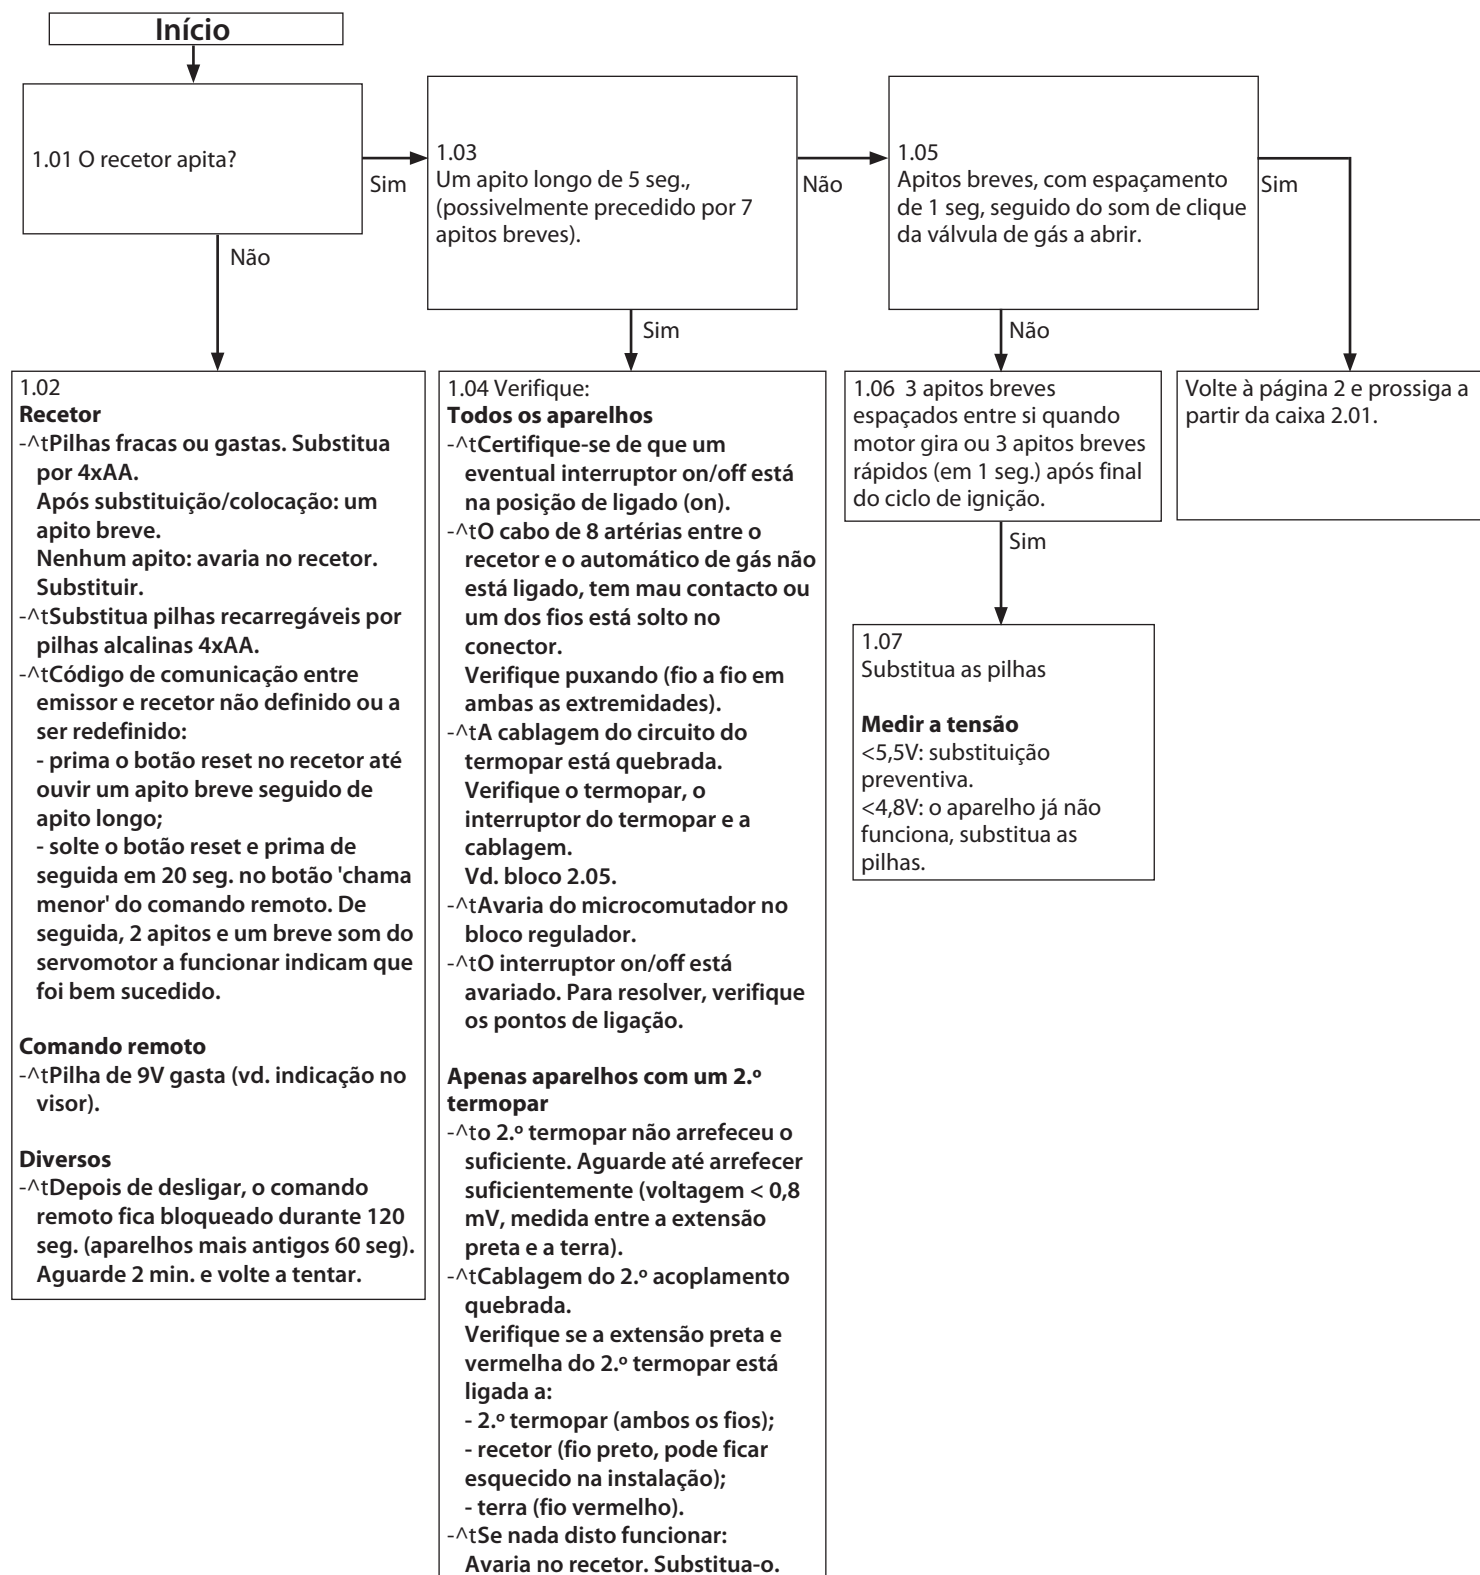 Início
1.01 O recetor apita?
Sim
Não
1.03
Um apito longo de 5 seg.,
(possivelmente precedido por 7
apitos breves).
Não
Sim
1.05
Apitos breves, com espaçamento
de 1 seg, seguido do som de clique
da válvula de gás a abrir.
Sim
Não
1.02
Recetor
-^tPilhas fracas ou gastas. Substitua
por 4xAA.
Após substituição/colocação: um
apito breve.
Nenhum apito: avaria no recetor.
Substituir.
-^tSubstitua pilhas recarregáveis por
pilhas alcalinas 4xAA.
-^tCódigo de comunicação entre
emissor e recetor não definido ou a
ser redefinido:
- prima o botão reset no recetor até
ouvir um apito breve seguido de
apito longo;
- solte o botão reset e prima de
seguida em 20 seg. no botão 'chama
menor' do comando remoto. De
seguida, 2 apitos e um breve som do
servomotor a funcionar indicam que
foi bem sucedido.
Comando remoto
-^tPilha de 9V gasta (vd. indicação no
visor).
Diversos
-^tDepois de desligar, o comando
remoto fica bloqueado durante 120
seg. (aparelhos mais antigos 60 seg).
Aguarde 2 min. e volte a tentar.
1.04 Verifique:
Todos os aparelhos
-^tCertifique-se de que um
eventual interruptor on/off está
na posição de ligado (on).
-^tO cabo de 8 artérias entre o
recetor e o automático de gás não
está ligado, tem mau contacto ou
um dos fios está solto no
conector.
Verifique puxando (fio a fio em
ambas as extremidades).
-^tA cablagem do circuito do
termopar está quebrada.
Verifique o termopar, o
interruptor do termopar e a
cablagem.
Vd. bloco 2.05.
-^tAvaria do microcomutador no
bloco regulador.
-^tO interruptor on/off está
avariado. Para resolver, verifique
os pontos de ligação.
Apenas aparelhos com um 2.º
termopar
-^to 2.º termopar não arrefeceu o
suficiente. Aguarde até arrefecer
suficientemente (voltagem < 0,8
mV, medida entre a extensão
preta e a terra).
-^tCablagem do 2.º acoplamento
quebrada.
Verifique se a extensão preta e
vermelha do 2.º termopar está
ligada a:
- 2.º termopar (ambos os fios);
- recetor (fio preto, pode ficar
esquecido na instalação);
- terra (fio vermelho).
-^tSe nada disto funcionar:
Avaria no recetor. Substitua-o.
1.06 3 apitos breves
espaçados entre si quando
motor gira ou 3 apitos breves
rápidos (em 1 seg.) após final
do ciclo de ignição.
Sim
1.07
Substitua as pilhas
Medir a tensão
<5,5V: substituição
preventiva.
<4,8V: o aparelho já não
funciona, substitua as
pilhas.
Volte à página 2 e prossiga a
partir da caixa 2.01.